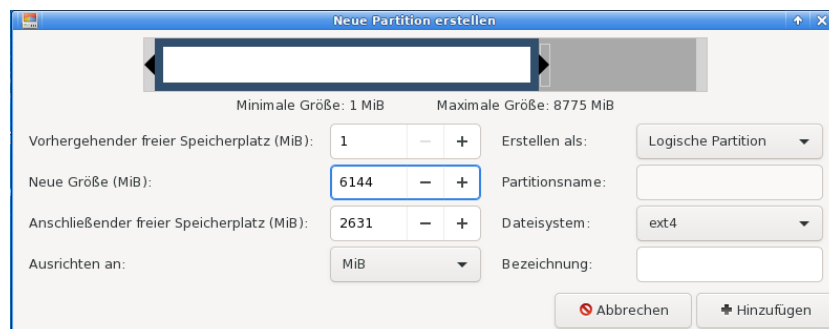 Neue Partition erstellen
Minimale Größe: 1 MiB Maximale Größe: 8775 MiB
Vorhergehender freier Speicherplatz (MiB): 1 Erstellen als: Logische Partition
Neue Größe (MiB): 6144 Partitionsname:
Anschließender freier Speicherplatz (MiB): 2631 Dateisystem: ext4
Ausrichten an: MiB Bezeichnung:
Abbrechen Hinzufügen